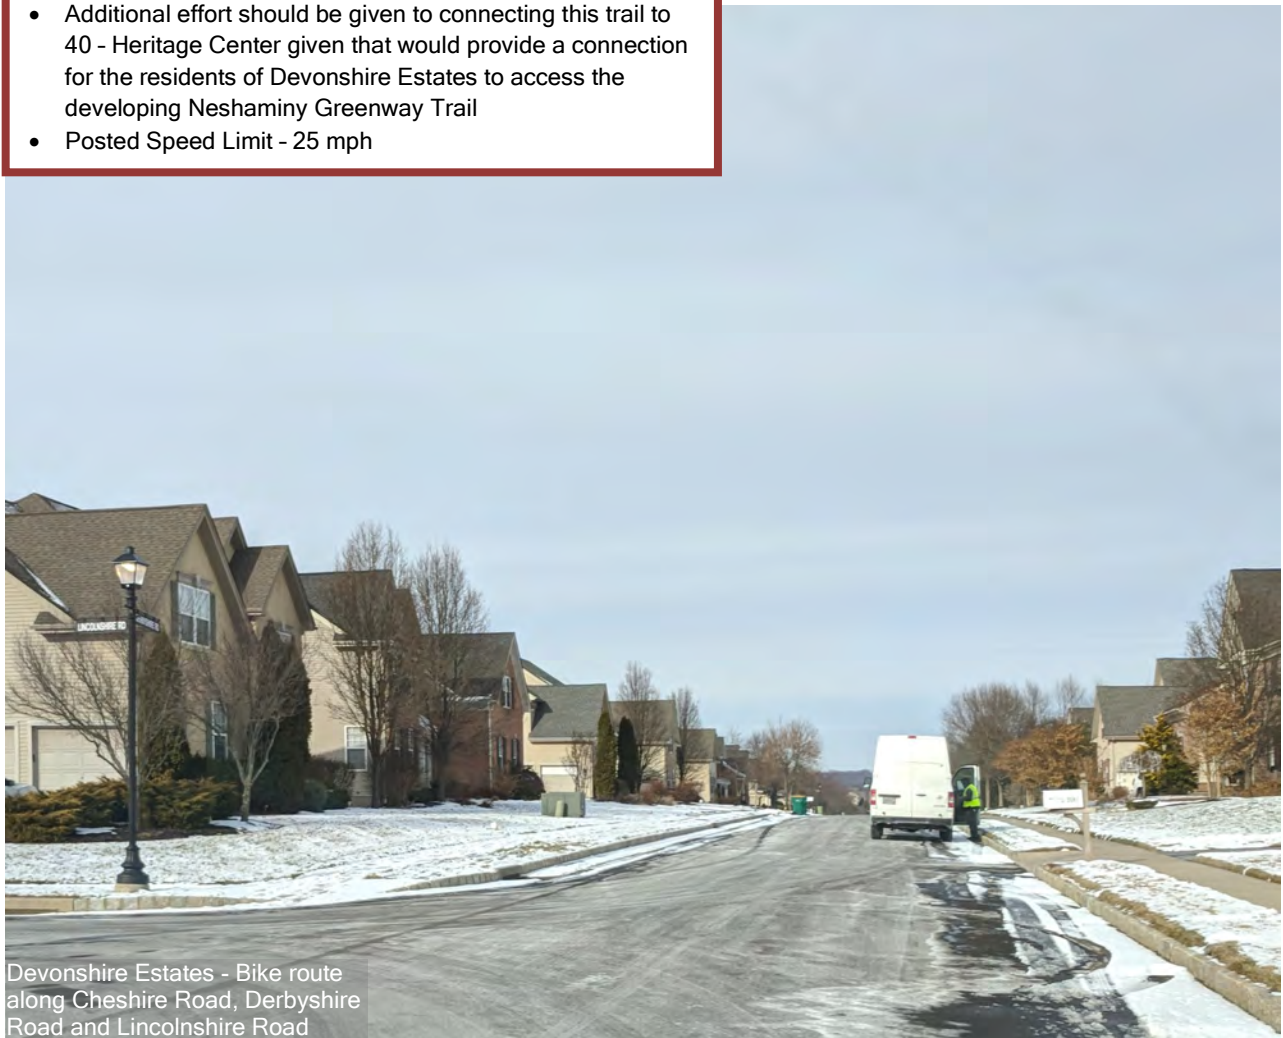 • Additional effort should be given to connecting this trail to
40 – Heritage Center given that would provide a connection
for the residents of Devonshire Estates to access the
developing Neshaminy Greenway Trail
• Posted Speed Limit – 25 mph
LINCOLNSHIRE RD
Devonshire Estates - Bike route
along Cheshire Road, Derbyshire
Road and Lincolnshire Road